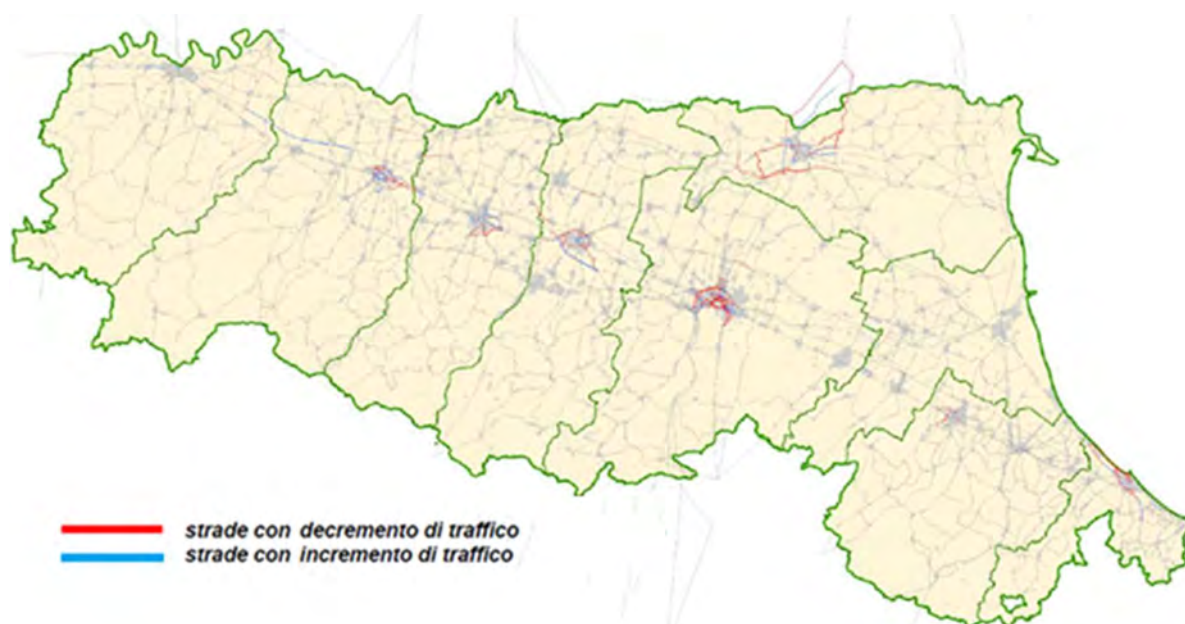 strade con decremento di traffico
strade con incremento di traffico